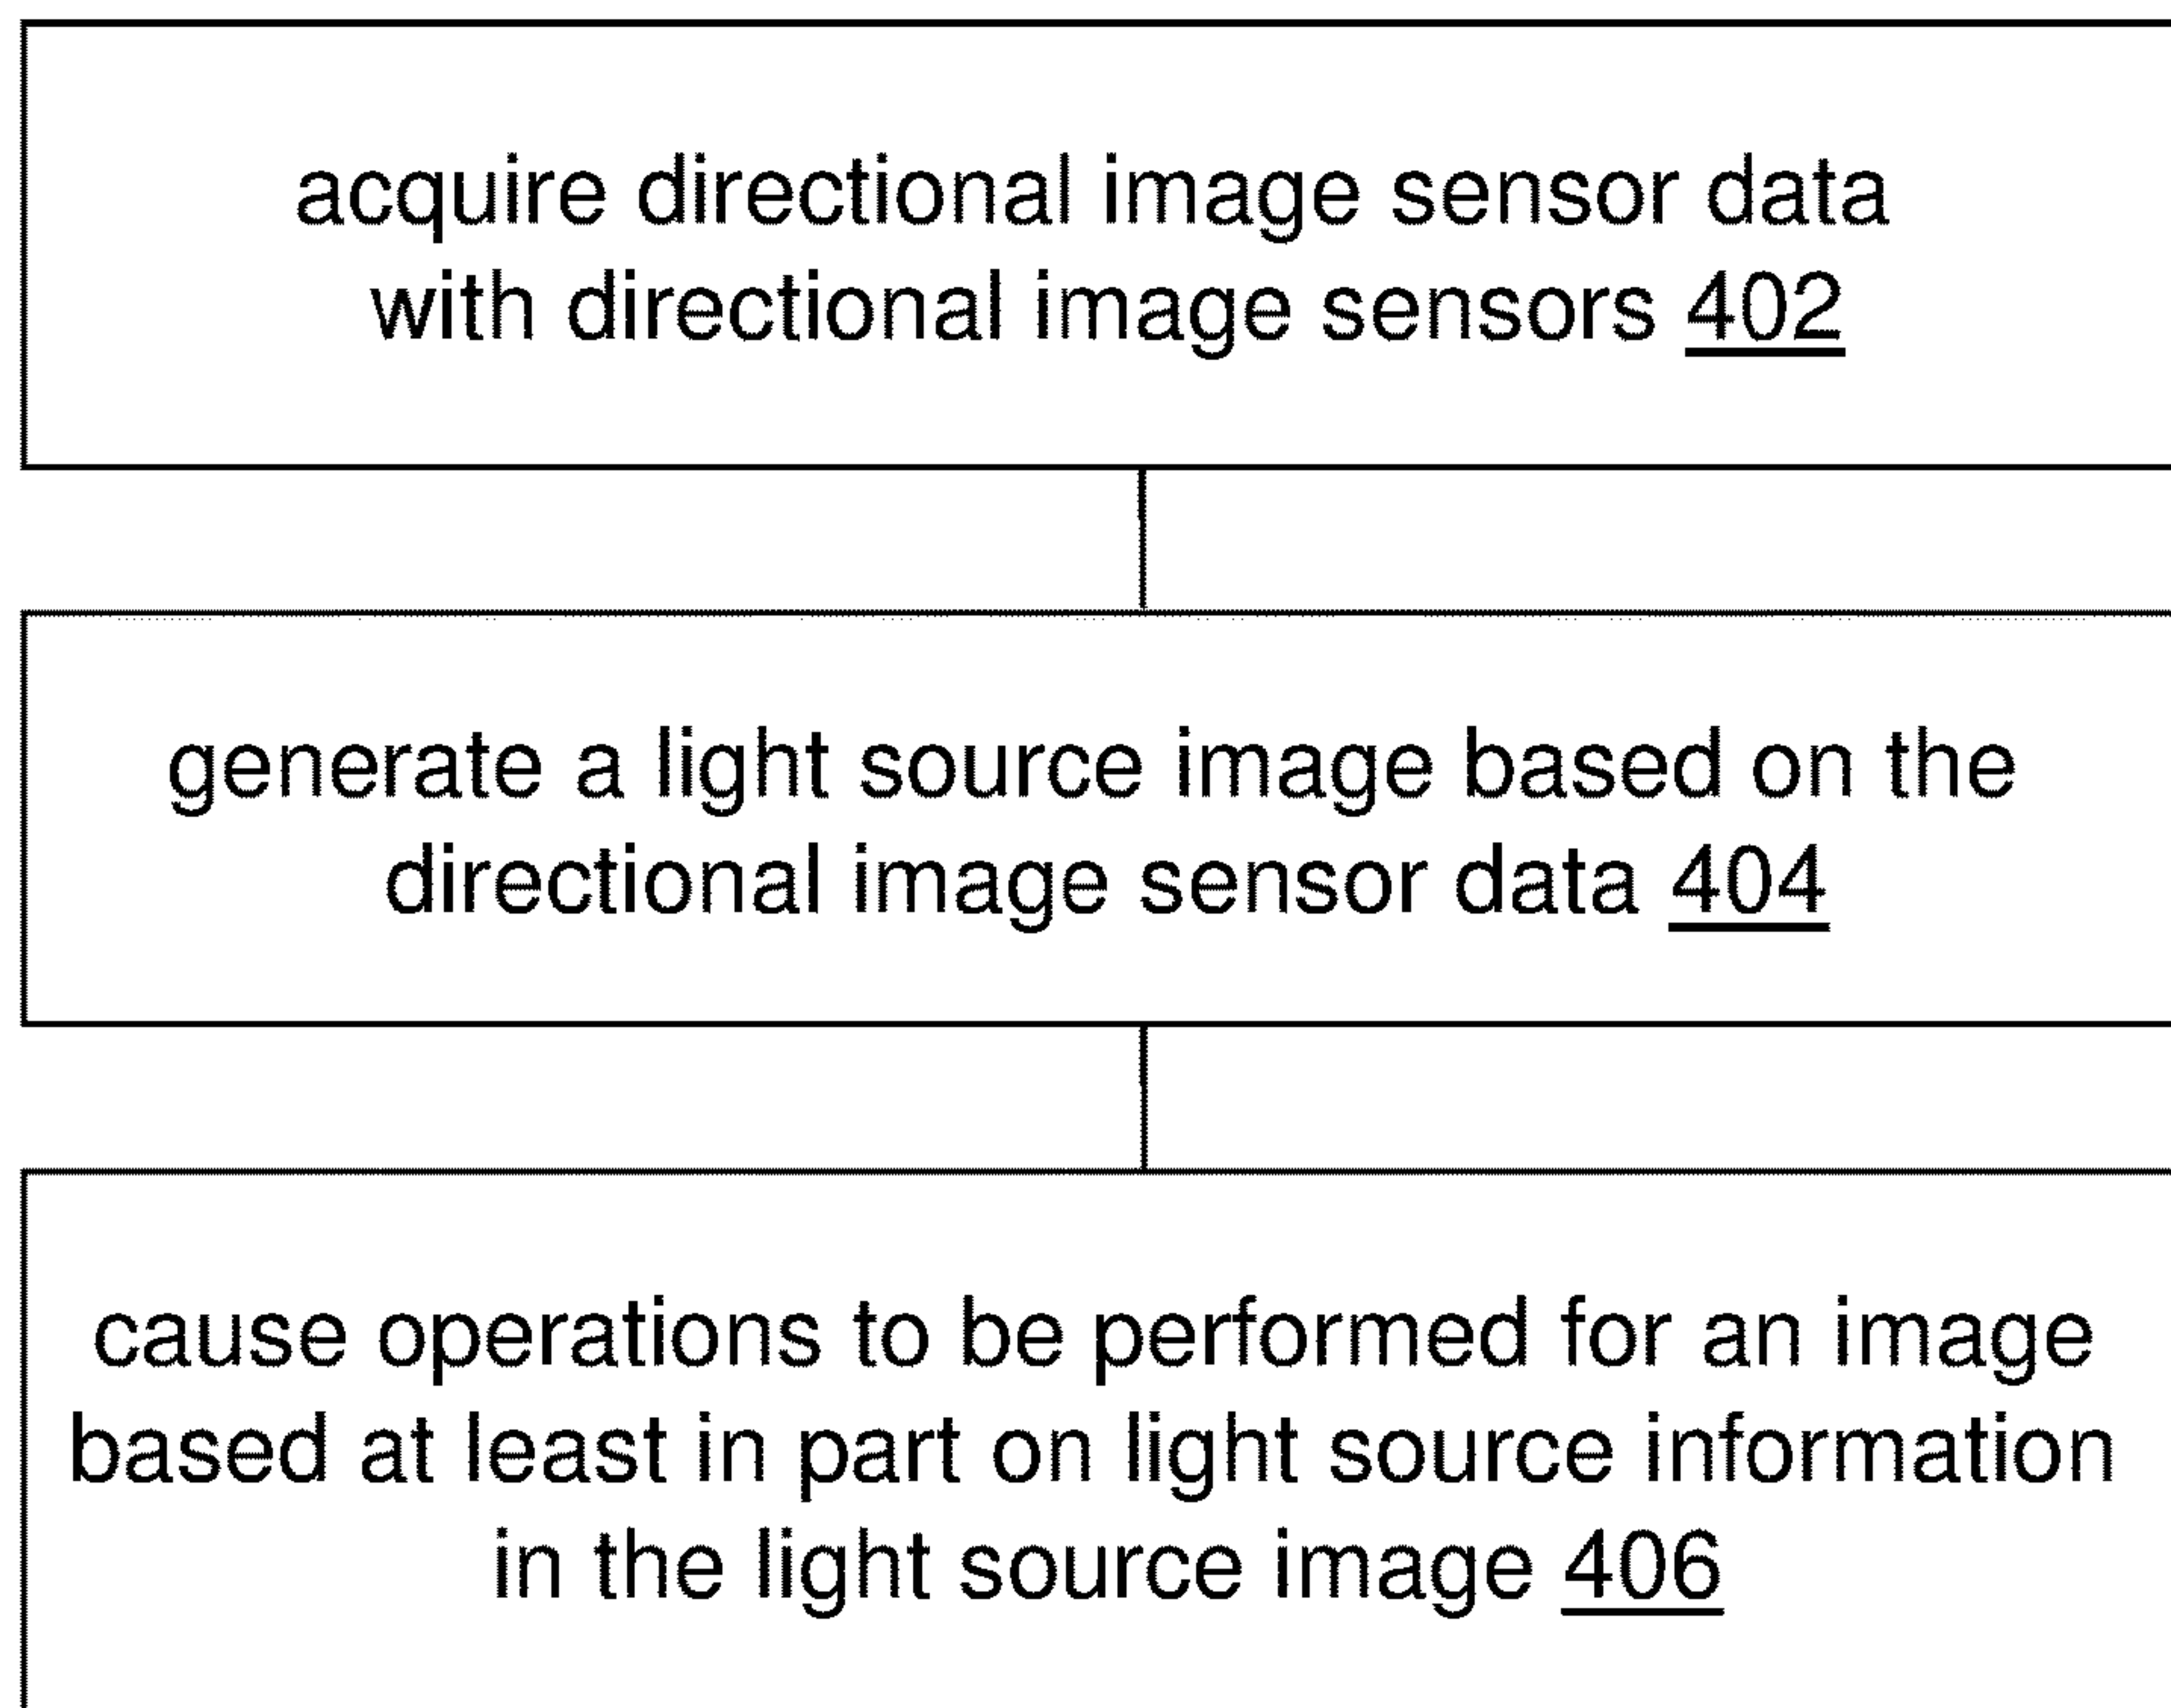 acquire directional image sensor data
with directional image sensors 402
generate a light source image based on the
directional image sensor data 404
cause operations to be performed for an image
based at least in part on light source information
in the light source image 406